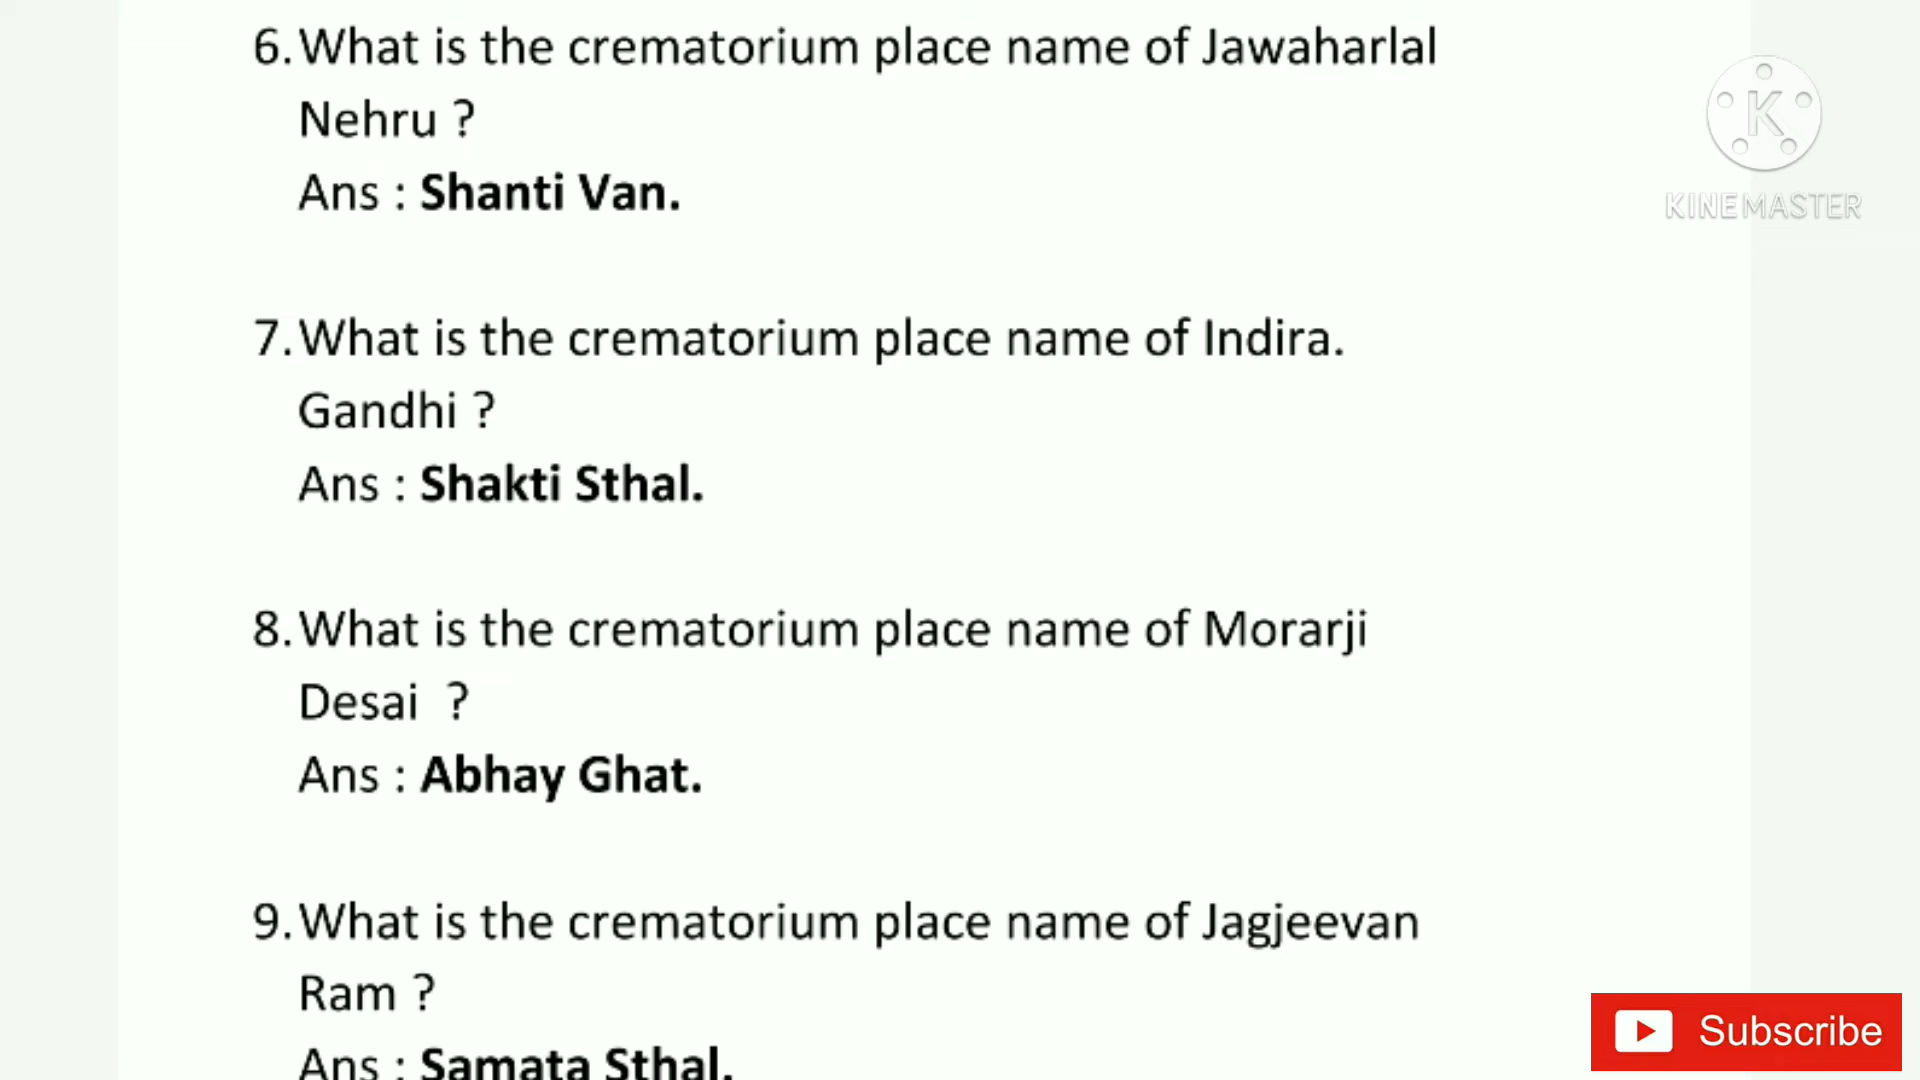 6.What is the crematorium place name of Jawaharlal
Nehru ?
Ans : Shanti Van.
7.What is the crematorium place name of Indira.
Gandhi ?
Ans : Shakti Sthal.
8.What is the crematorium place name of Morarji
Desai  ?
Ans : Abhay Ghat.
9.What is the crematorium place name of Jagjeevan
Ram ?
Ans : Samata Sthal.
K
KINEMASTER
Subscribe